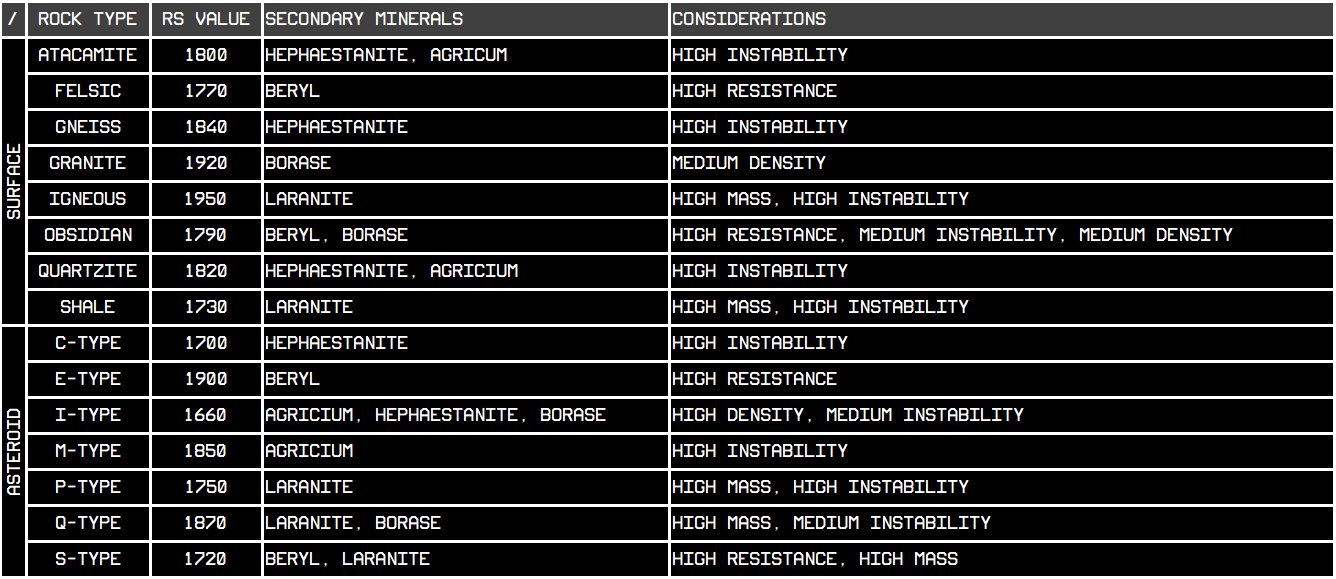 / ROCK TYPE RS VALUE SECONDARY MINERALS CONSIDERATIONS
SURFACE
ATACAMITE 1800 HEPHAESTANITE, AGRICUM HIGH INSTABILITY
FELSIC 1770 BERYL HIGH RESISTANCE
GNEISS 1840 HEPHAESTANITE HIGH INSTABILITY
GRANITE 1920 BORASE MEDIUM DENSITY
IGNEOUS 1950 LARANITE HIGH MASS, HIGH INSTABILITY
OBSIDIAN 1790 BERYL, BORASE HIGH RESISTANCE, MEDIUM INSTABILITY, MEDIUM DENSITY
QUARTZITE 1820 HEPHAESTANITE, AGRICIUM HIGH INSTABILITY
SHALE 1730 LARANITE HIGH MASS, HIGH INSTABILITY
ASTEROID
C-TYPE 1700 HEPHAESTANITE HIGH INSTABILITY
E-TYPE 1900 BERYL HIGH RESISTANCE
I-TYPE 1660 AGRICIUM, HEPHAESTANITE, BORASE HIGH DENSITY, MEDIUM INSTABILITY
M-TYPE 1850 AGRICIUM HIGH INSTABILITY
P-TYPE 1750 LARANITE HIGH MASS, HIGH INSTABILITY
Q-TYPE 1870 LARANITE, BORASE HIGH MASS, MEDIUM INSTABILITY
S-TYPE 1720 BERYL, LARANITE HIGH RESISTANCE, HIGH MASS